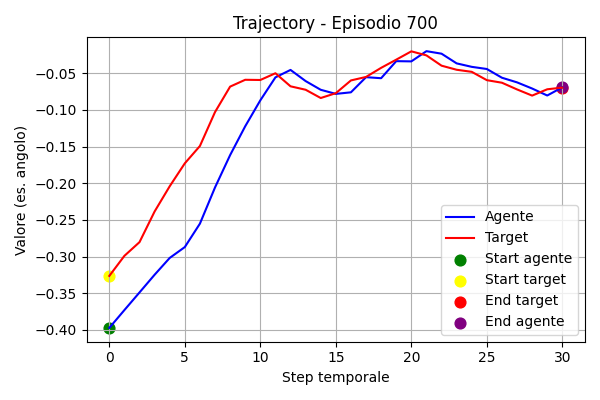 Trajectory - Episodio 700
Valore (es. angolo)
−0.05
−0.10
−0.15
−0.20
−0.25
−0.30
−0.35
−0.40
0 5 10 15 20 25 30
Step temporale
Agente
Target
Start agente
Start target
End target
End agente